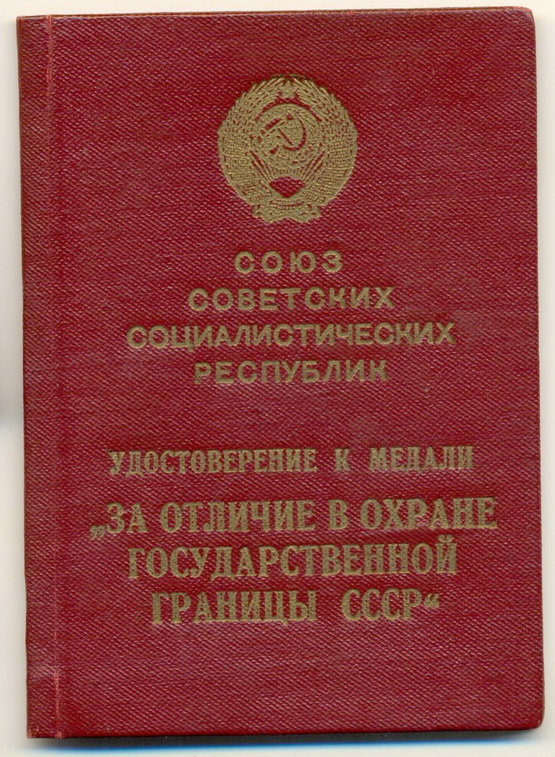 СОЮЗ
СОВЕТСКИХ
СОЦИАЛИСТИЧЕСКИХ
РЕСПУБЛИК
УДОСТОВЕРЕНИЕ К МЕДАЛИ
„ЗА ОТЛИЧИЕ В ОХРАНЕ
ГОСУДАРСТВЕННОЙ
ГРАНИЦЫ СССР“